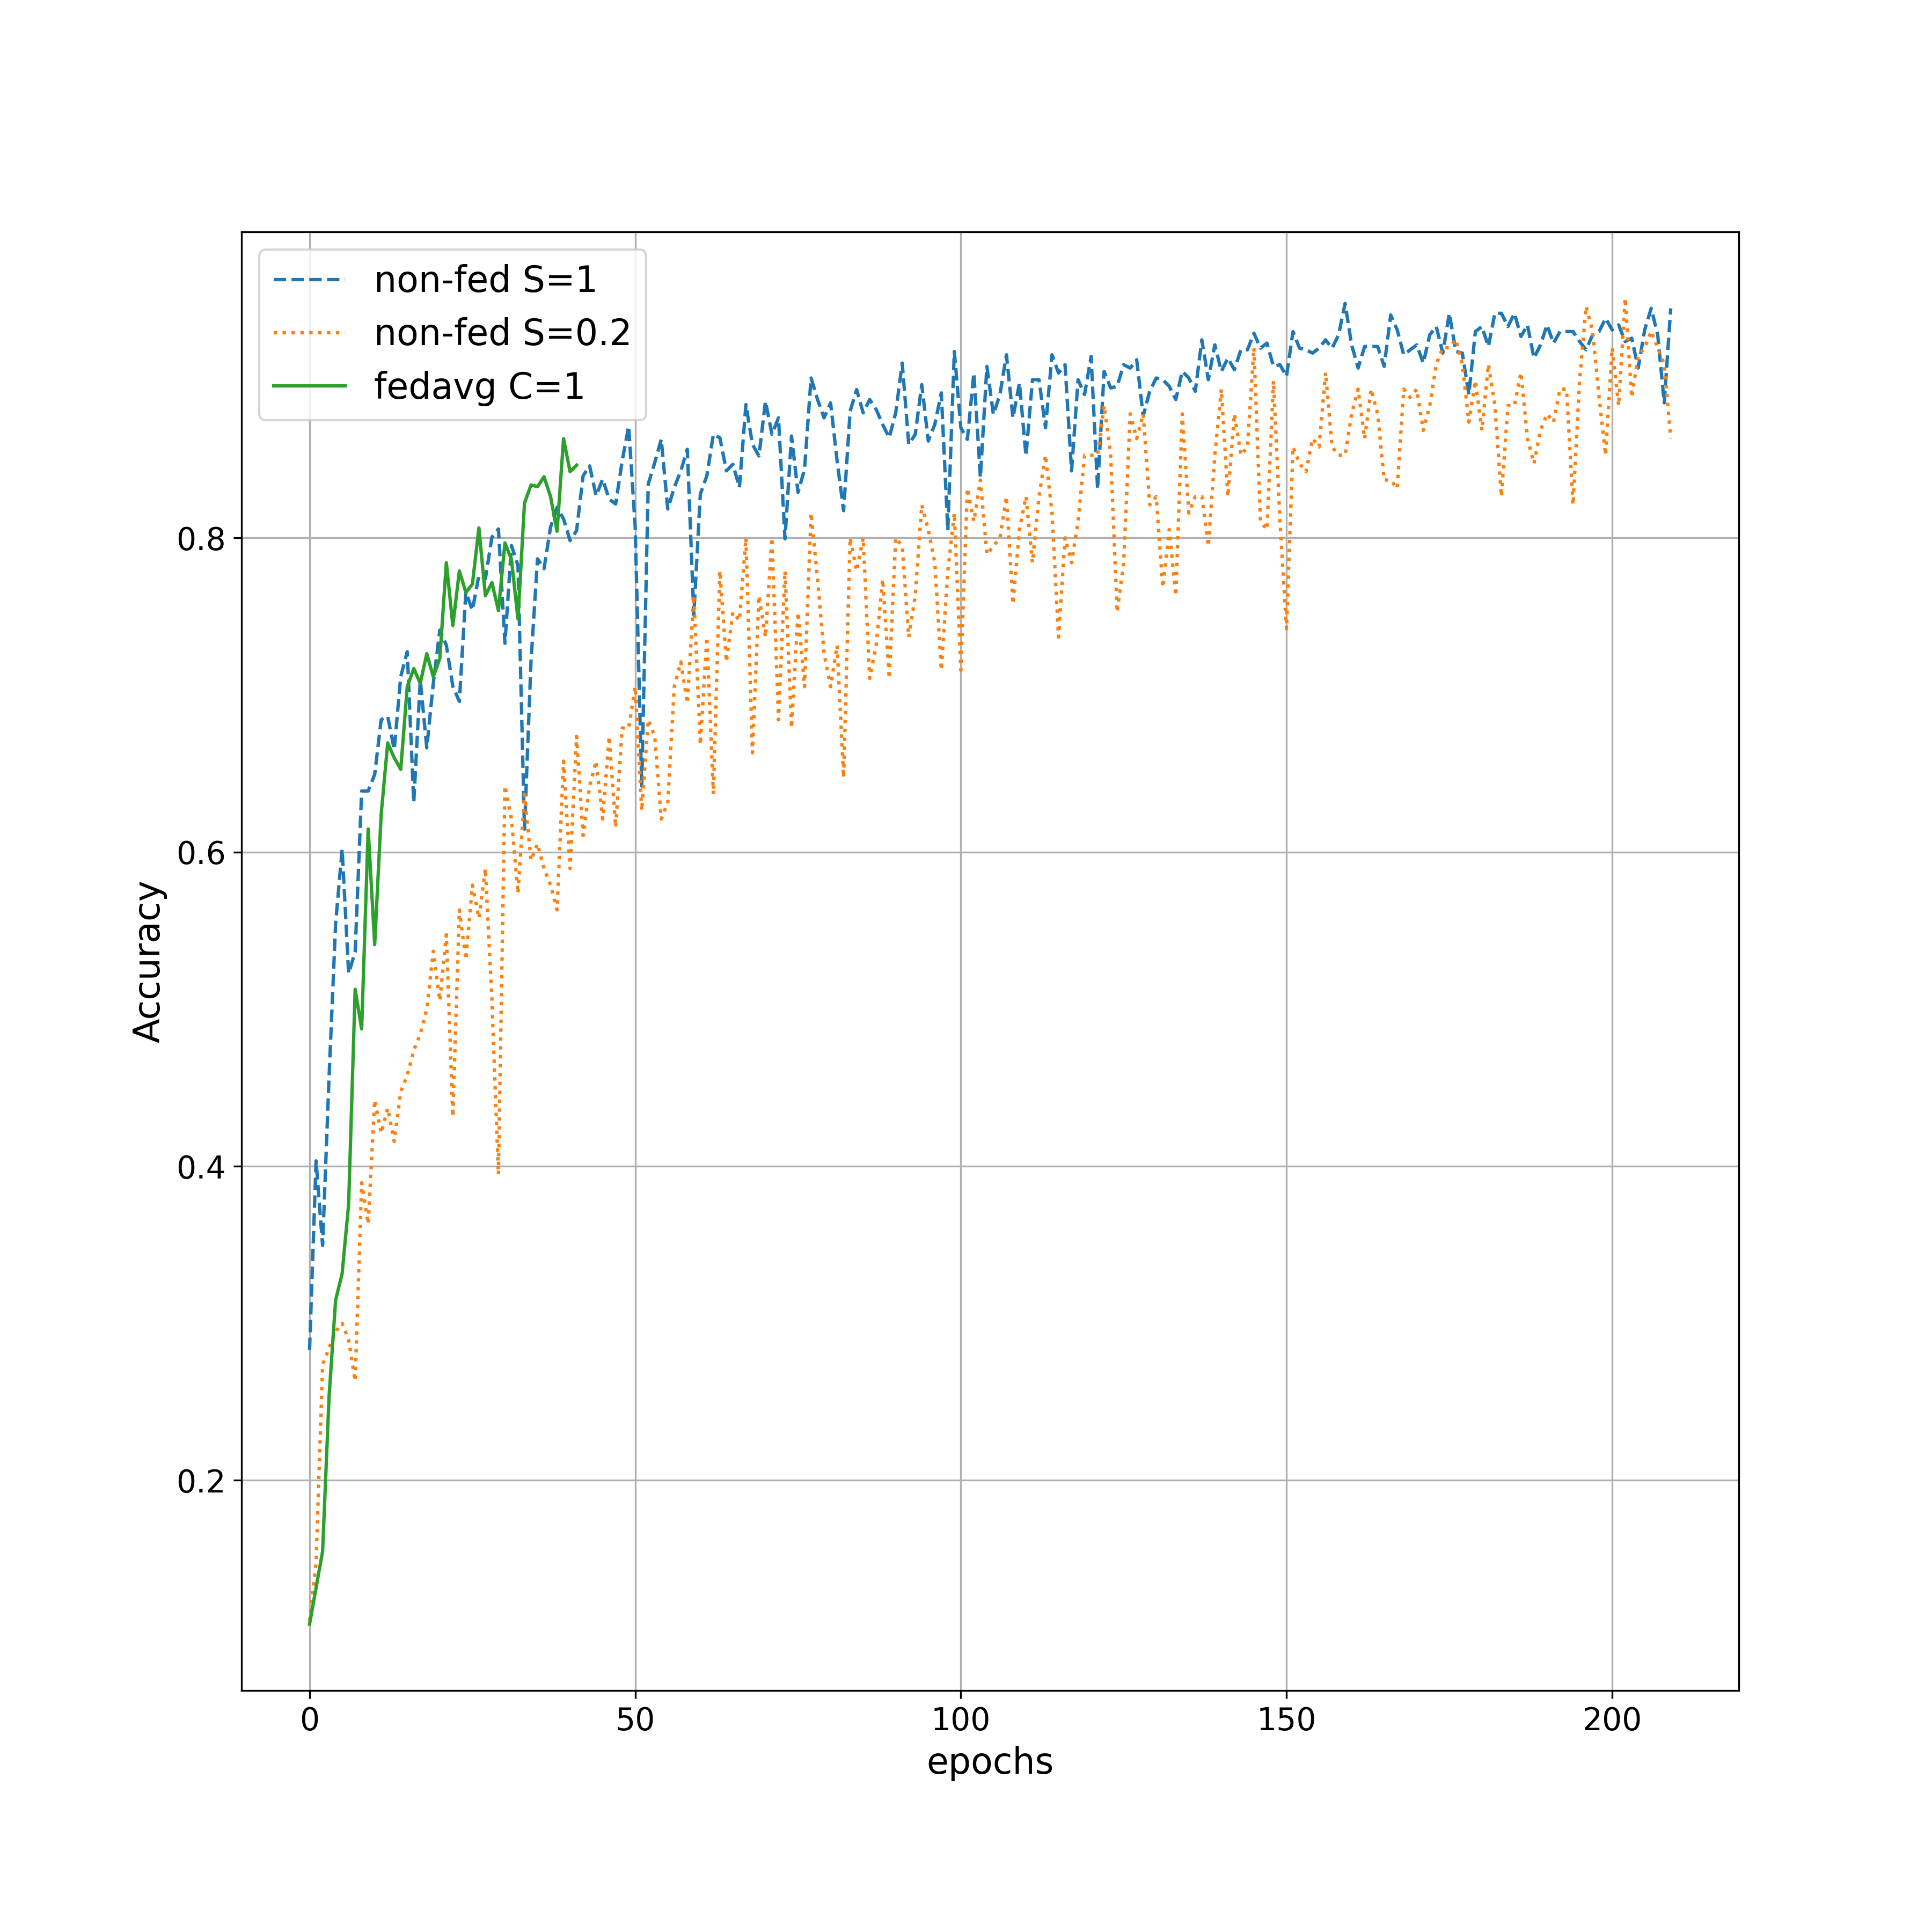 non-fed S=1
non-fed S=0.2
fedavg C=1
0.8
0.6
0.4
0.2
Accuracy
0 50 100 150 200
epochs